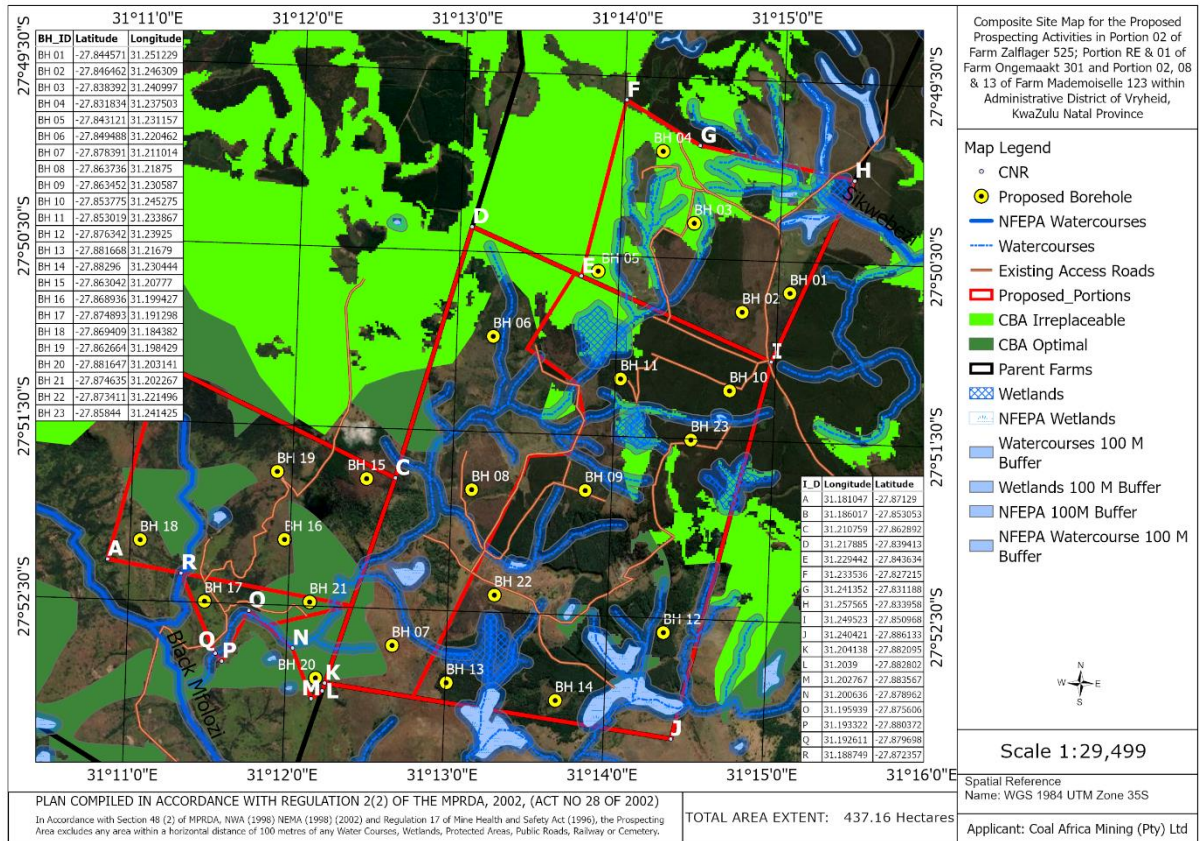 31°11'0"E 31°12'0"E 31°13'0"E 31°14'0"E 31°15'0"E
BH_ID Latitude Longitude
BH 01 -27.844571 31.251229
BH 02 -27.846462 31.246309
BH 03 -27.838392 31.240997
BH 04 -27.831834 31.237503
BH 05 -27.843121 31.231157
BH 06 -27.849488 31.220462
BH 07 -27.878391 31.211014
BH 08 -27.863736 31.21875
BH 09 -27.863452 31.230587
BH 10 -27.853775 31.245275
BH 11 -27.853019 31.233867
BH 12 -27.876342 31.23925
BH 13 -27.881668 31.21679
BH 14 -27.88296 31.230444
BH 15 -27.863042 31.20777
BH 16 -27.868936 31.199427
BH 17 -27.874893 31.191298
BH 18 -27.869409 31.184382
BH 19 -27.862664 31.198429
BH 20 -27.881647 31.203141
BH 21 -27.874635 31.202267
BH 22 -27.873411 31.221496
BH 23 -27.85844 31.241425
27°49'30"S
27°50'30"S
27°51'30"S
27°52'30"S
27°49'30"S
27°50'30"S
27°51'30"S
27°52'30"S
F
BH 04
G
H
Sikwebezi
BH 03
D
E
BH 05
BH 01
BH 02
BH 06
I
BH 11
BH 10
BH 23
BH 19
BH 15
C
BH 08
BH 09
BH 18
BH 16
A
R
BH 17
BH 21
BH 22
O
BH 12
Q
P
N
BH 07
Black Mfolozi
BH 20
K
M
L
BH 13
BH 14
J
I_D Longitude Latitude
A 31.181047 -27.87129
B 31.186017 -27.853053
C 31.210759 -27.862892
D 31.217885 -27.839413
E 31.229442 -27.843634
F 31.233536 -27.827215
G 31.241352 -27.831188
H 31.257565 -27.833958
I 31.249523 -27.850968
J 31.240421 -27.886133
K 31.204138 -27.882095
L 31.2039 -27.882802
M 31.202767 -27.883567
N 31.200636 -27.878962
O 31.195939 -27.875606
P 31.193322 -27.880372
Q 31.192611 -27.879698
R 31.188749 -27.872357
31°11'0"E 31°12'0"E 31°13'0"E 31°14'0"E 31°15'0"E 31°16'0"E
Composite Site Map for the Proposed
Prospecting Activities in Portion 02 of
Farm Zalflager 525; Portion RE & 01 of
Farm Ongemaakt 301 and Portion 02, 08
& 13 of Farm Mademoiselle 123 within
Administrative District of Vryheid,
KwaZulu Natal Province
Map Legend
CNR
Proposed Borehole
NFEPA Watercourses
Watercourses
Existing Access Roads
Proposed_Portions
CBA Irreplaceable
CBA Optimal
Parent Farms
Wetlands
NFEPA Wetlands
Watercourses 100 M
Buffer
Wetlands 100 M Buffer
NFEPA 100M Buffer
NFEPA Watercourse 100 M
Buffer
N
W E
S
Scale 1:29,499
Spatial Reference
Name: WGS 1984 UTM Zone 35S
Applicant: Coal Africa Mining (Pty) Ltd
PLAN COMPILED IN ACCORDANCE WITH REGULATION 2(2) OF THE MPRDA, 2002, (ACT NO 28 OF 2002)
In Accordance with Section 48 (2) of MPRDA, NWA (1998) NEMA (1998) (2002) and Regulation 17 of Mine Health and Safety Act (1996), the Prospecting
Area excludes any area within a horizontal distance of 100 metres of any Water Courses, Wetlands, Protected Areas, Public Roads, Railway or Cemetery.
TOTAL AREA EXTENT: 437.16 Hectares